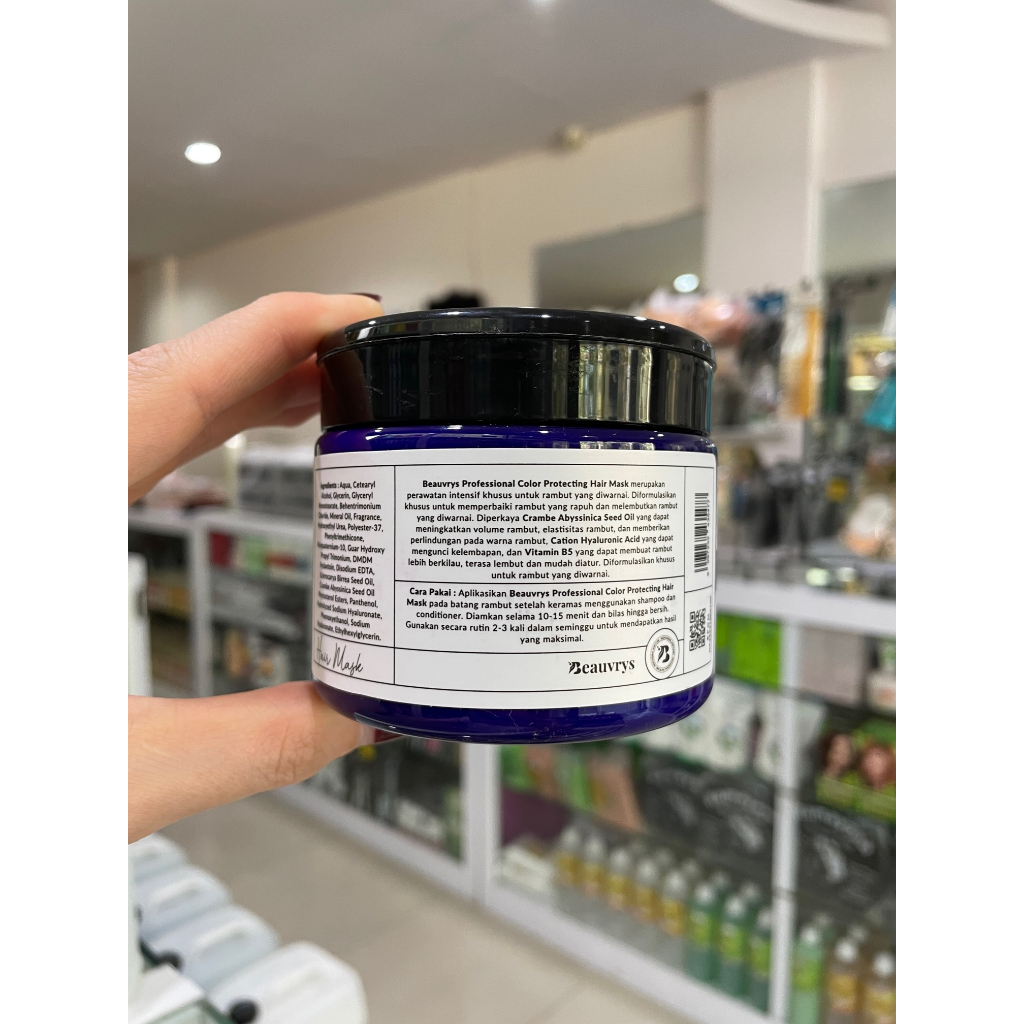 Ingredients : Aqua, Cetearyl
Alcohol, Glycerin, Glyceryl
Behentrimonium
Mineral Oil, Fragrance,
Urea, Polyester-37,
Phenyltrimethicone,
Guar Hydroxy
Propyl Trimonium, DMDM
Disodium EDTA,
Birrea Seed Oil,
Abyssinica Seed Oil
Esters, Panthenol,
Sodium Hyaluronate,
Phenoxyethanol, Sodium
Ethylhexylglycerin.
Hair Mask
Beauvrys Professional Color Protecting Hair Mask merupakan
perawatan intensif khusus untuk rambut yang diwarnai. Diformulasikan
khusus untuk memperbaiki rambut yang rapuh dan melembutkan rambut
yang diwarnai. Diperkaya Crambe Abyssinica Seed Oil yang dapat
meningkatkan volume rambut, elastisitas rambut, dan memberikan
perlindungan pada warna rambut, Cation Hyaluronic Acid yang dapat
mengunci kelembapan, dan Vitamin B5 yang dapat membuat rambut
lebih berkilau, terasa lembut dan mudah diatur. Diformulasikan khusus
untuk rambut yang diwarnai.
Cara Pakai : Aplikasikan Beauvrys Professional Color Protecting Hair
Mask pada batang rambut setelah keramas menggunakan shampoo dan
conditioner. Diamkan selama 10-15 menit dan bilas hingga bersih.
Gunakan secara rutin 2-3 kali dalam seminggu untuk mendapatkan hasil
yang maksimal.
Beauvrys
B